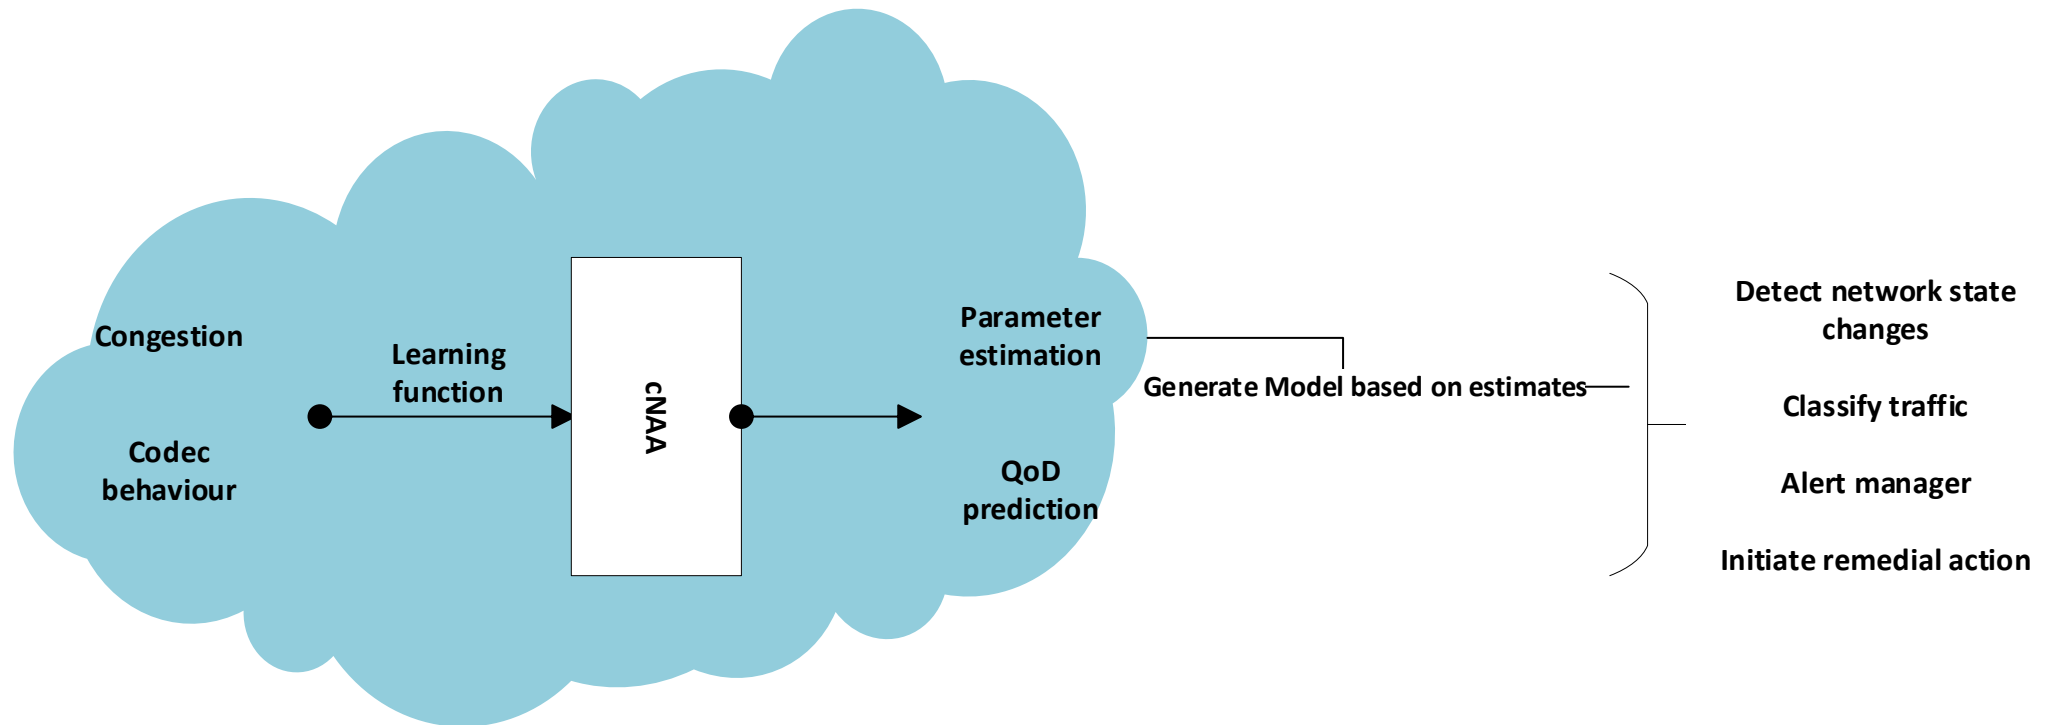 Congestion
Codec
behaviour
Learning
function
cNAA
Parameter
estimation
QoD
prediction
Generate Model based on estimates
Detect network state
changes
Classify traffic
Alert manager
Initiate remedial action